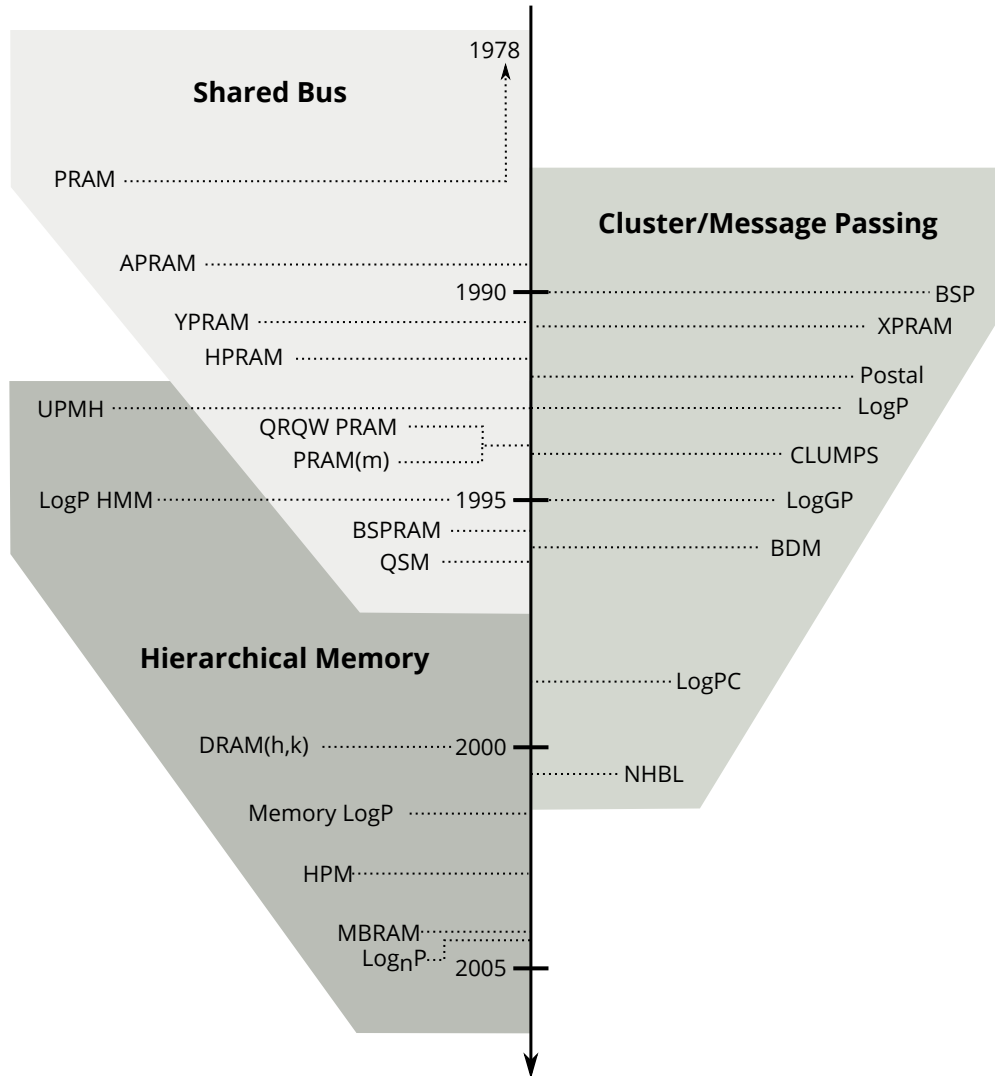 1978
Shared Bus
PRAM
Cluster/Message Passing
APRAM
1990
BSP
YPRAM
XPRAM
HPRAM
Postal
UPMH
LogP
QRQW PRAM
CLUMPS
PRAM(m)
LogP HMM
1995
LogGP
BSPRAM
BDM
QSM
Hierarchical Memory
LogPC
DRAM(h,k)
2000
NHBL
Memory LogP
HPM
MBRAM
LognP
2005